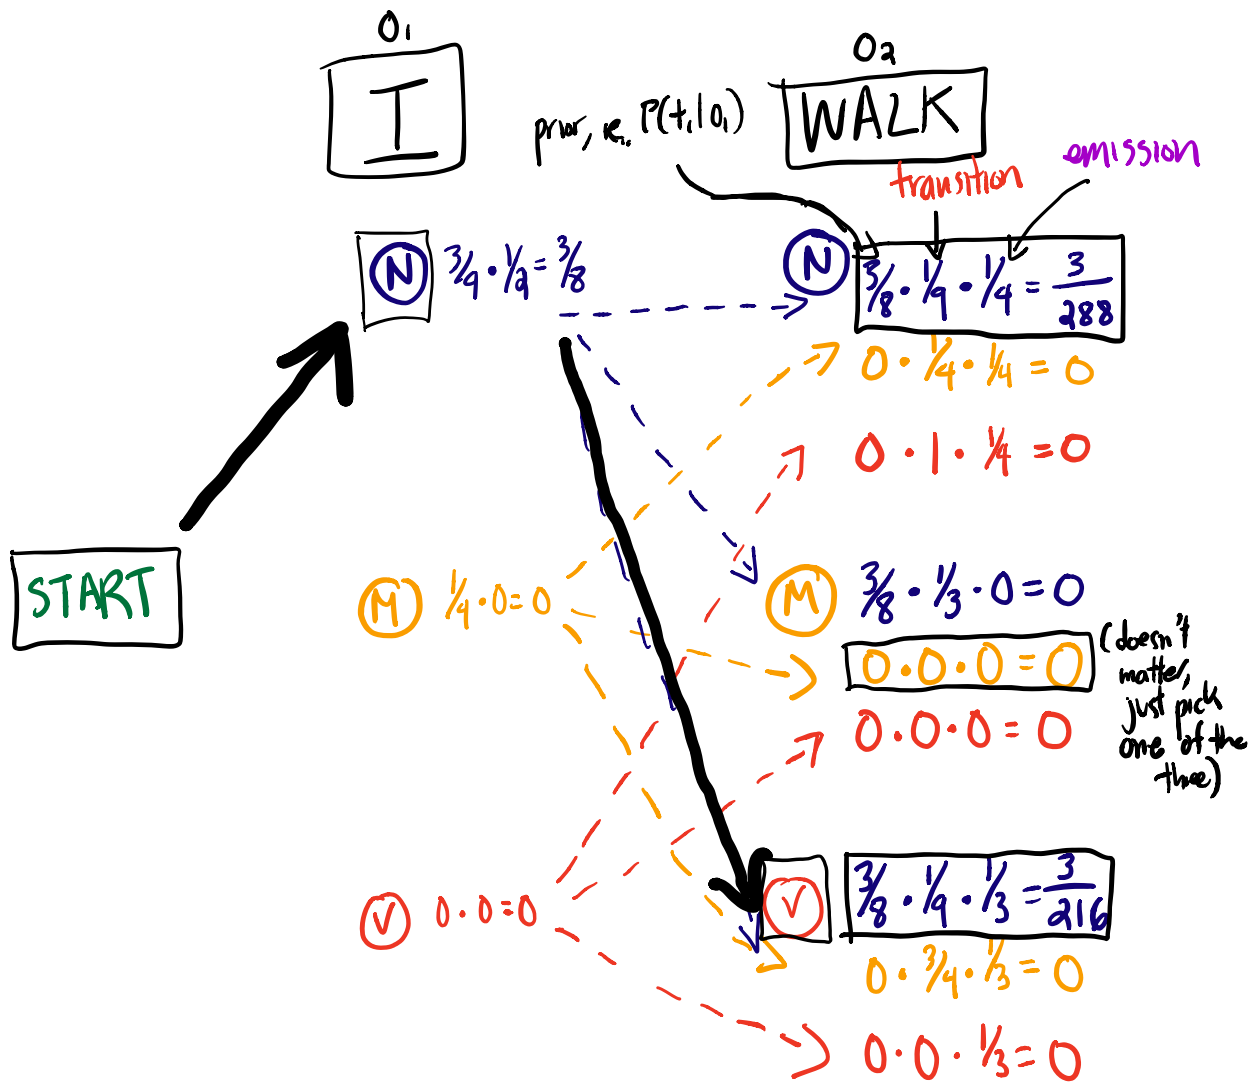 O₁
O₂
I
WALK
prior, ie. P(t₁|O₁)
transition
emission
N 3/4 · 1/2 = 3/8
N 3/8 · 1/9 · 1/4 = 3/288
0 · 1/4 · 1/4 = 0
0 · 1 · 1/4 = 0
START
M 1/4 · 0 = 0
M 3/8 · 1/3 · 0 = 0
0 · 0 · 0 = 0
0 · 0 · 0 = 0
(doesn't
matter,
just pick
one of the
three)
V 0 · 0 = 0
V 3/8 · 1/9 · 1/3 = 3/216
0 · 3/4 · 1/3 = 0
0 · 0 · 1/3 = 0